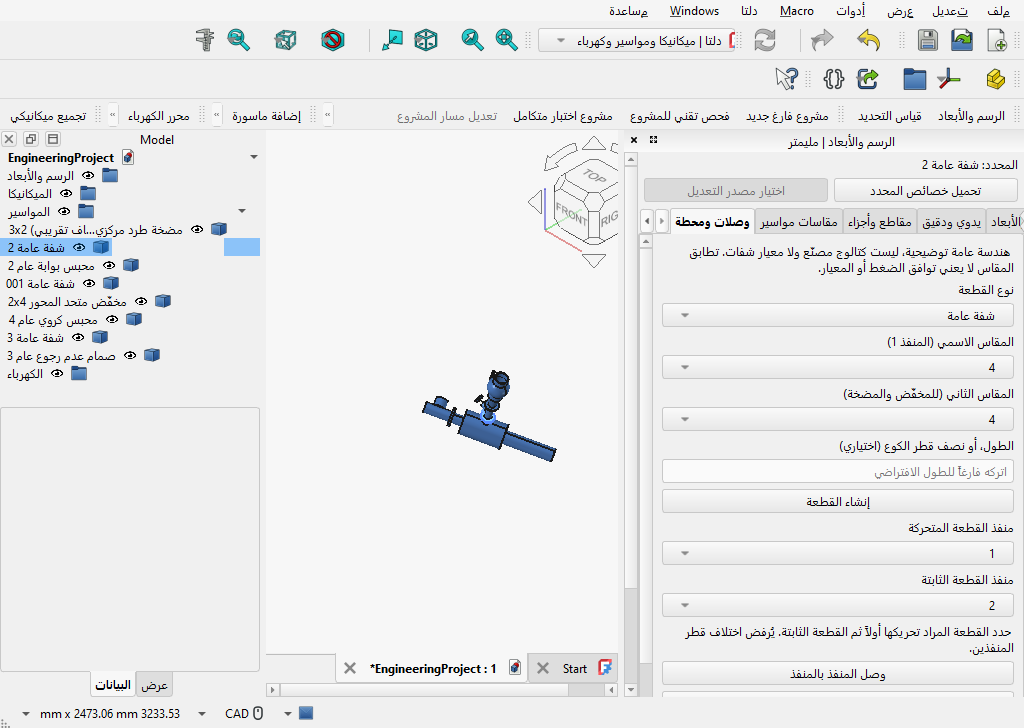 ملف تعديل عرض أدوات Macro دلتا Windows مساعدة
دلتا | ميكانيكا ومواسير وكهرباء
الرسم والأبعاد قياس التحديد مشروع فارغ جديد فحص تقني للمشروع مشروع اختبار متكامل تعديل مسار المشروع » إضافة ماسورة » محرر الكهرباء » تجميع ميكانيكي
الرسم والأبعاد | مليمتر
المحدد: شفة عامة 2
تحميل خصائص المحدد اختيار مصدر التعديل
الأبعاد يدوي ودقيق مقاطع وأجزاء مقاسات مواسير وصلات ومحطة
هندسة عامة توضيحية، ليست كتالوج مصنّع ولا معيار شفات. تطابق
المقاس لا يعني توافق الضغط أو المعيار.
نوع القطعة
شفة عامة
المقاس الاسمي (المنفذ 1)
4
المقاس الثاني (للمخفّض والمضخة)
4
الطول، أو نصف قطر الكوع (اختياري)
اتركه فارغاً للطول الافتراضي
إنشاء القطعة
منفذ القطعة المتحركة
1
منفذ القطعة الثابتة
2
حدد القطعة المراد تحريكها أولاً ثم القطعة الثابتة. يُرفض اختلاف قطر
المنفذين.
وصل المنفذ بالمنفذ
TOP
FRONT
RIG
Start
*EngineeringProject : 1
Model
EngineeringProject
الرسم والأبعاد
الميكانيكا
المواسير
مضخة طرد مركزي...اف تقريبي) 3x2
شفة عامة 2
محبس بوابة عام 2
شفة عامة 001
مخفّض متحد المحور 2x4
محبس كروي عام 4
شفة عامة 3
صمام عدم رجوع عام 3
الكهرباء
عرض البيانات
CAD
mm x 2473.06 mm 3233.53